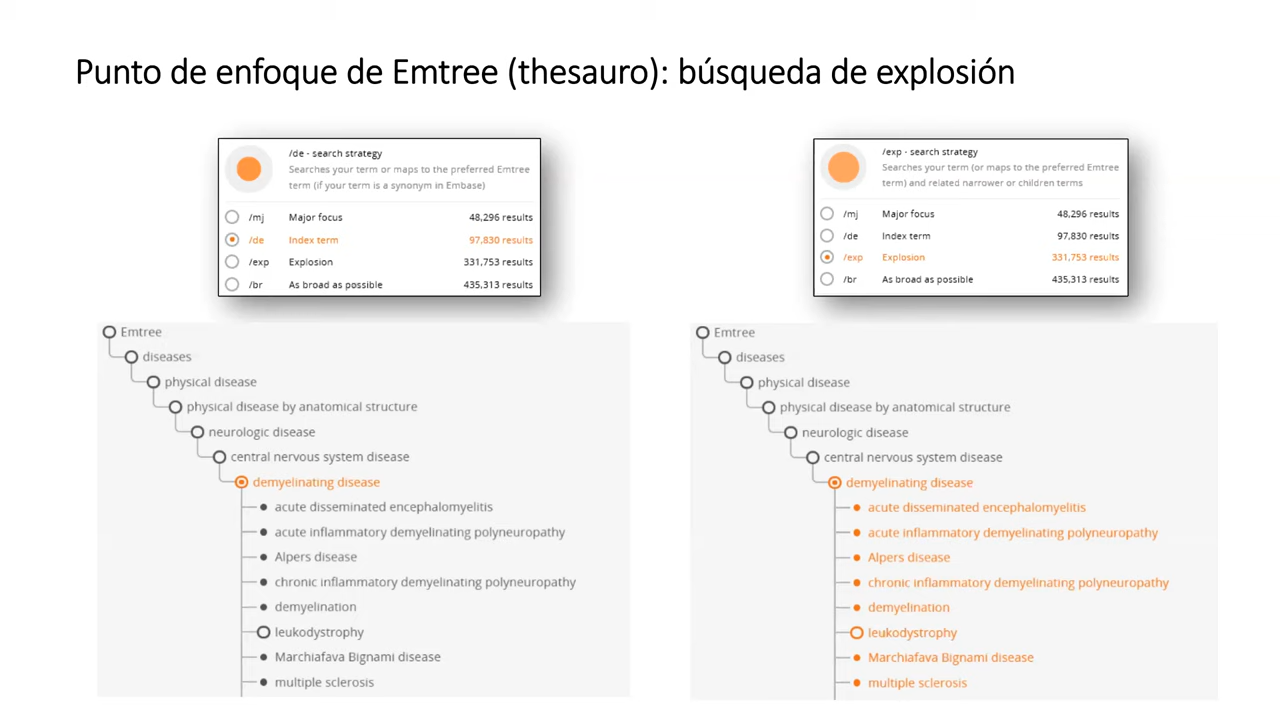 Punto de enfoque de Emtree (thesauro): búsqueda de explosión
/de - search strategy
Searches your term or maps to the preferred Emtree
term (if your term is a synonym in Embase)
/mj Major focus 48,296 results
/de Index term 97,830 results
/exp Explosion 331,753 results
/br As broad as possible 435,313 results
Emtree
diseases
physical disease
physical disease by anatomical structure
neurologic disease
central nervous system disease
demyelinating disease
acute disseminated encephalomyelitis
acute inflammatory demyelinating polyneuropathy
Alpers disease
chronic inflammatory demyelinating polyneuropathy
demyelination
leukodystrophy
Marchiafava Bignami disease
multiple sclerosis
/exp - search strategy
Searches your term (or maps to the preferred Emtree
term) and related narrower or children terms
/mj Major focus 48,296 results
/de Index term 97,830 results
/exp Explosion 331,753 results
/br As broad as possible 435,313 results
Emtree
diseases
physical disease
physical disease by anatomical structure
neurologic disease
central nervous system disease
demyelinating disease
acute disseminated encephalomyelitis
acute inflammatory demyelinating polyneuropathy
Alpers disease
chronic inflammatory demyelinating polyneuropathy
demyelination
leukodystrophy
Marchiafava Bignami disease
multiple sclerosis